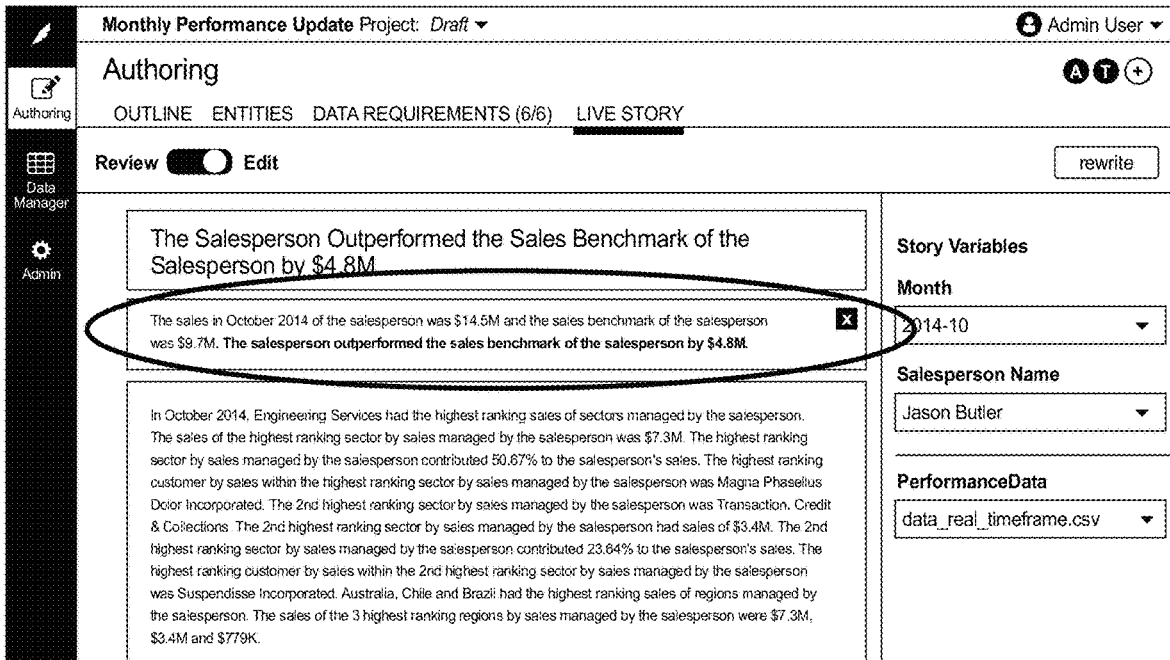 Monthly Performance Update Project: Draft
Admin User
Authoring
A T +
Authoring
OUTLINE ENTITIES DATA REQUIREMENTS (6/6) LIVE STORY
Review Edit
rewrite
Data
Manager
Admin
The Salesperson Outperformed the Sales Benchmark of the
Salesperson by $4.8M
The sales in October 2014 of the salesperson was $14.5M and the sales benchmark of the salesperson
was $9.7M. The salesperson outperformed the sales benchmark of the salesperson by $4.8M.
X
In October 2014, Engineering Services had the highest ranking sales of sectors managed by the salesperson.
The sales of the highest ranking sector by sales managed by the salesperson was $7.3M. The highest ranking
sector by sales managed by the salesperson contributed 50.67% to the salesperson's sales. The highest ranking
customer by sales within the highest ranking sector by sales managed by the salesperson was Magna Phasellus
Dolor Incorporated. The 2nd highest ranking sector by sales managed by the salesperson was Transaction, Credit
& Collections. The 2nd highest ranking sector by sales managed by the salesperson had sales of $3.4M. The 2nd
highest ranking sector by sales managed by the salesperson contributed 23.64% to the salesperson's sales. The
highest ranking customer by sales within the 2nd highest ranking sector by sales managed by the salesperson
was Suspendisse Incorporated. Australia, Chile and Brazil had the highest ranking sales of regions managed by
the salesperson. The sales of the 3 highest ranking regions by sales managed by the salesperson were $7.3M,
$3.4M and $779K.
Story Variables
Month
2014-10
Salesperson Name
Jason Butler
PerformanceData
data_real_timeframe.csv